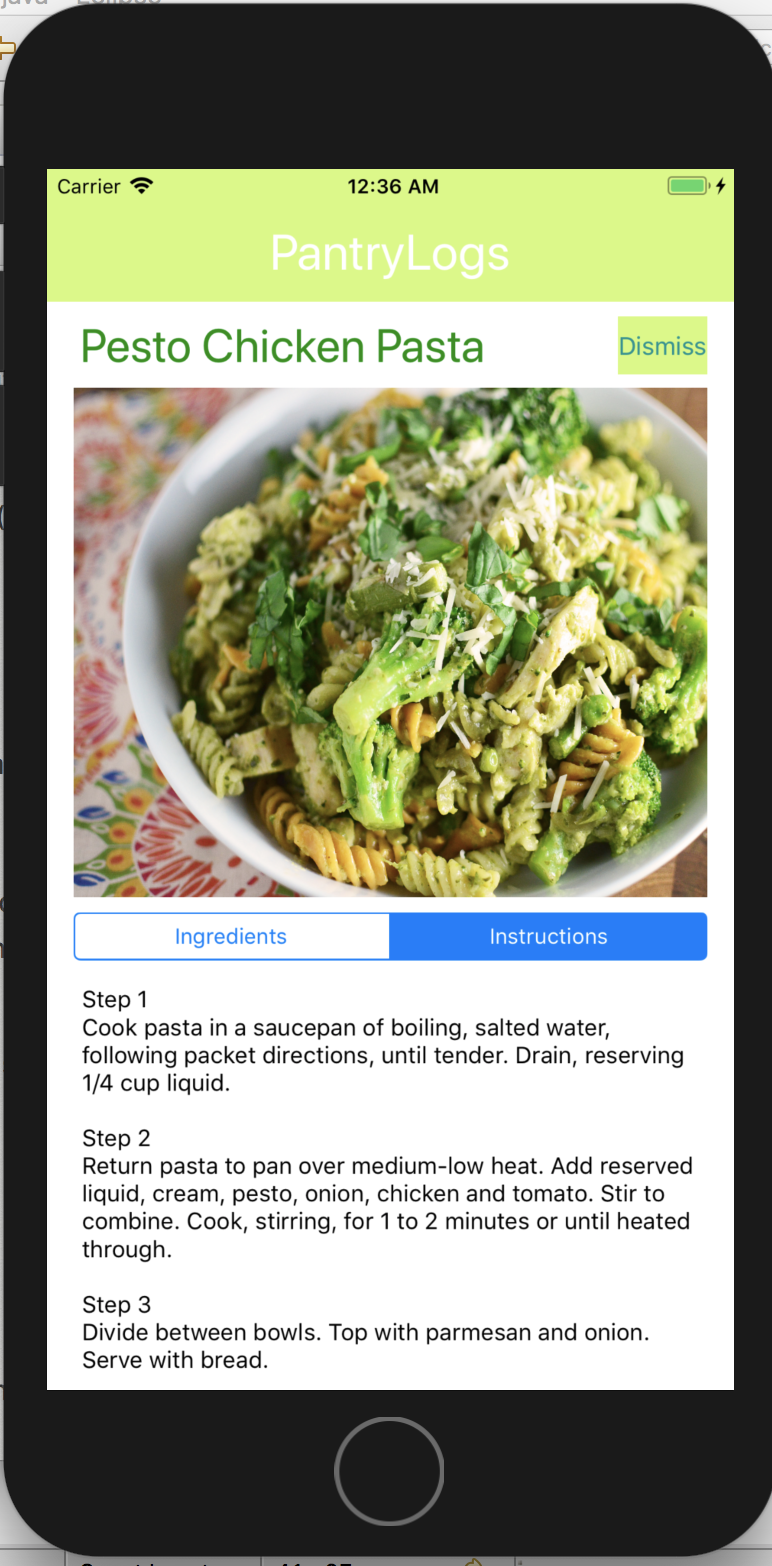 Carrier 12:36 AM
PantryLogs
Pesto Chicken Pasta Dismiss
Ingredients Instructions
Step 1
Cook pasta in a saucepan of boiling, salted water,
following packet directions, until tender. Drain, reserving
1/4 cup liquid.
Step 2
Return pasta to pan over medium-low heat. Add reserved
liquid, cream, pesto, onion, chicken and tomato. Stir to
combine. Cook, stirring, for 1 to 2 minutes or until heated
through.
Step 3
Divide between bowls. Top with parmesan and onion.
Serve with bread.